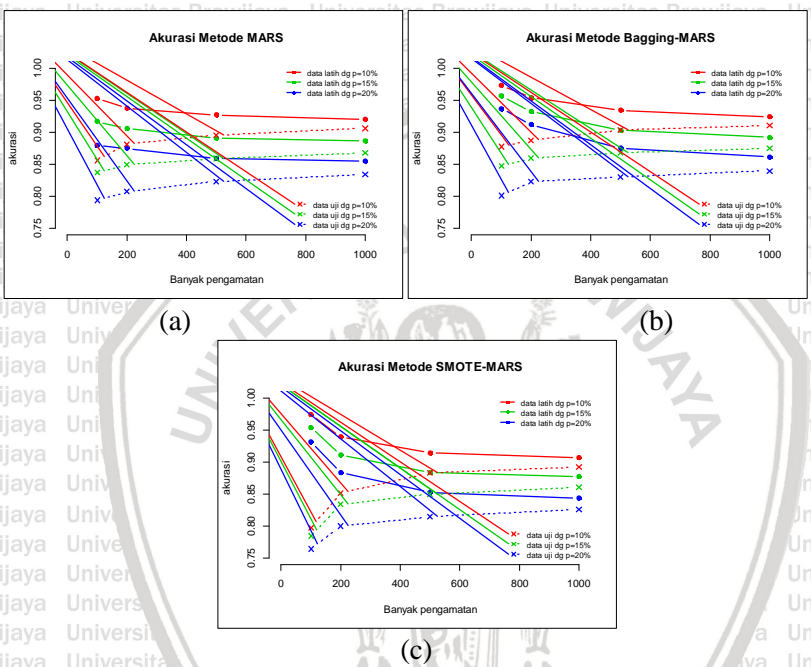 Akurasi Metode MARS
akurasi
0.75 0.80 0.85 0.90 0.95 1.00
data latih dg p=10%
data latih dg p=15%
data latih dg p=20%
data uji dg p=10%
data uji dg p=15%
data uji dg p=20%
0 200 400 600 800 1000
Banyak pengamatan
(a)
Akurasi Metode Bagging-MARS
akurasi
0.75 0.80 0.85 0.90 0.95 1.00
data latih dg p=10%
data latih dg p=15%
data latih dg p=20%
data uji dg p=10%
data uji dg p=15%
data uji dg p=20%
0 200 400 600 800 1000
Banyak pengamatan
(b)
Akurasi Metode SMOTE-MARS
akurasi
0.75 0.80 0.85 0.90 0.95 1.00
data latih dg p=10%
data latih dg p=15%
data latih dg p=20%
data uji dg p=10%
data uji dg p=15%
data uji dg p=20%
0 200 400 600 800 1000
Banyak pengamatan
(c)